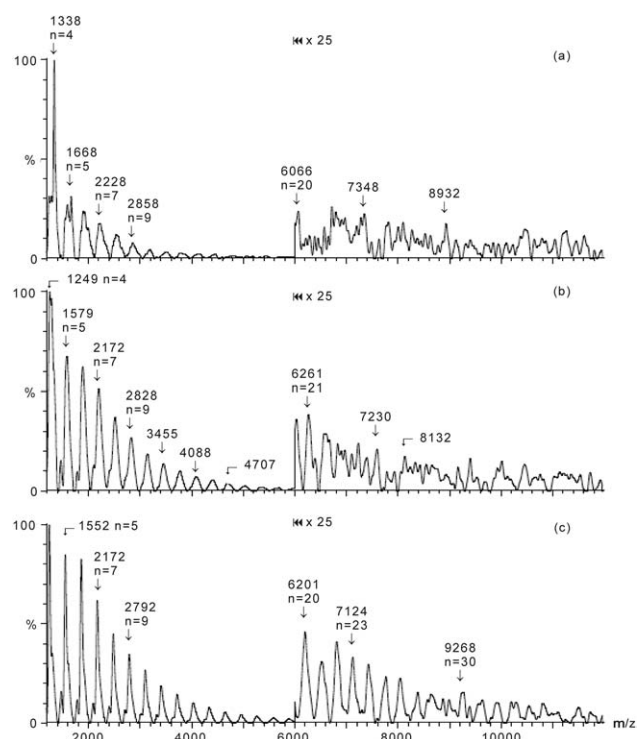 1338
n=4
⏮ x 25
(a)
100
1668
n=5
2228
n=7
2858
n=9
6066
n=20
7348
8932
%
0
1249 n=4
⏮ x 25
(b)
100
1579
n=5
2172
n=7
2828
n=9
3455
4088
4707
6261
n=21
7230
8132
%
0
1552 n=5
⏮ x 25
(c)
100
2172
n=7
2792
n=9
6201
n=20
7124
n=23
9268
n=30
%
0
2000 4000 6000 8000 10000 m/z